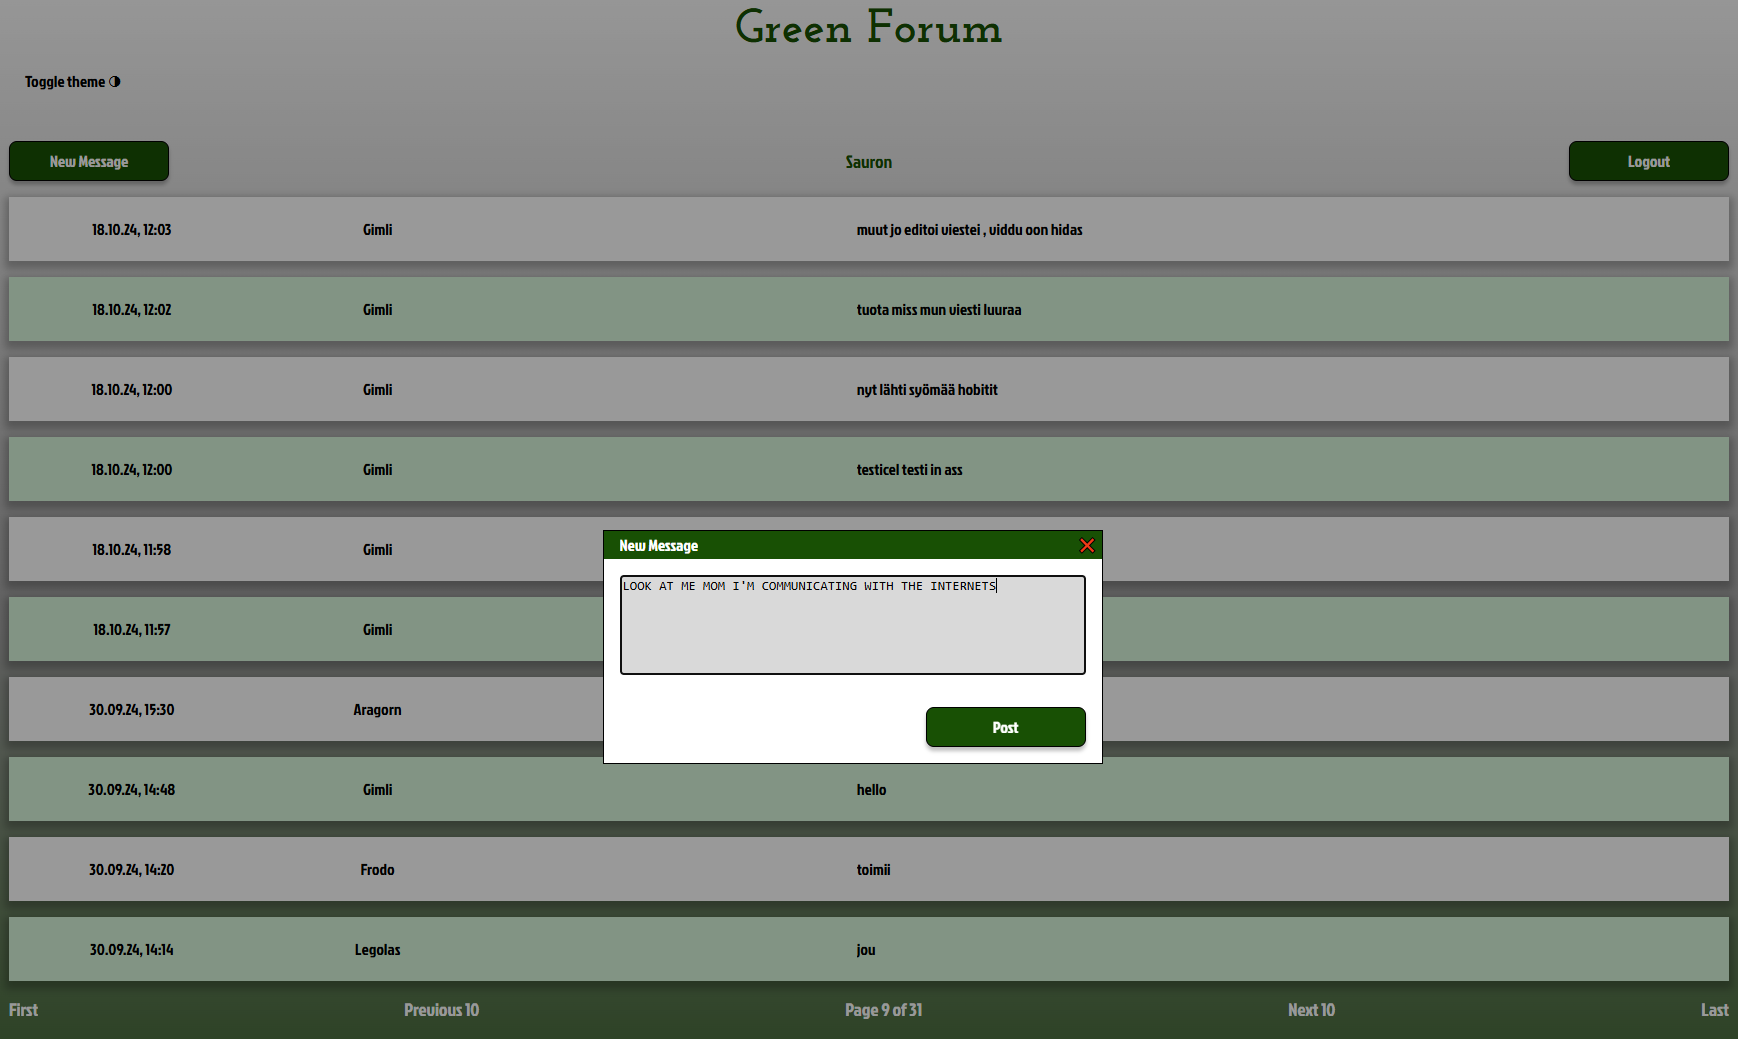 Green Forum
Toggle theme
New Message
Sauron
Logout
18.10.24, 12:03 Gimli muut jo editoi viestei , viddu oon hidas
18.10.24, 12:02 Gimli tuota miss mun viesti luuraa
18.10.24, 12:00 Gimli nyt lähti syömää hobitit
18.10.24, 12:00 Gimli testicel testi in ass
18.10.24, 11:58 Gimli
New Message
LOOK AT ME MOM I'M COMMUNICATING WITH THE INTERNETS
18.10.24, 11:57 Gimli
30.09.24, 15:30 Aragorn
Post
30.09.24, 14:48 Gimli hello
30.09.24, 14:20 Frodo toimii
30.09.24, 14:14 Legolas jou
First Previous 10 Page 9 of 31 Next 10 Last